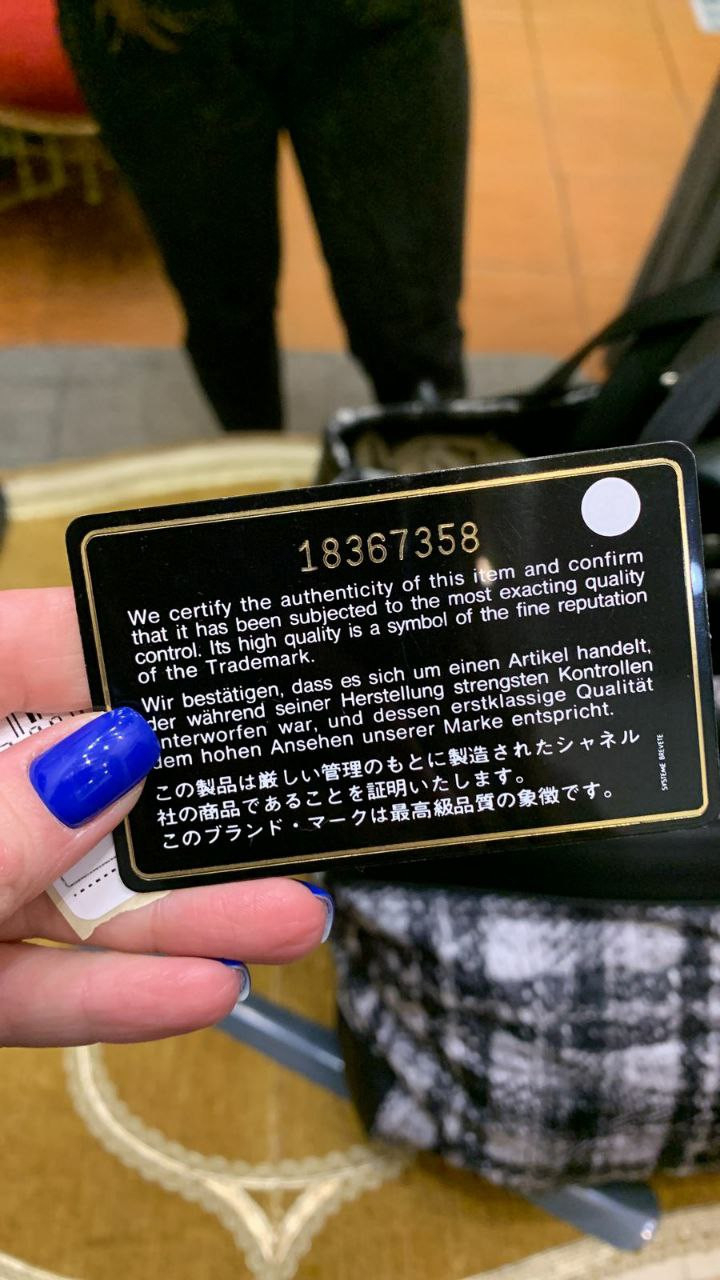 18367358
We certify the authenticity of this item and confirm
that it has been subjected to the most exacting quality
control. Its high quality is a symbol of the fine reputation
of the Trademark.
Wir bestätigen, dass es sich um einen Artikel handelt,
der während seiner Herstellung strengsten Kontrollen
unterworfen war, und dessen erstklassige Qualität
dem hohen Ansehen unserer Marke entspricht.
この製品は厳しい管理のもとに製造されたシャネル
社の商品であることを証明いたします。
このブランド・マークは最高級品質の象徴です。
SYSTEME BREVETE